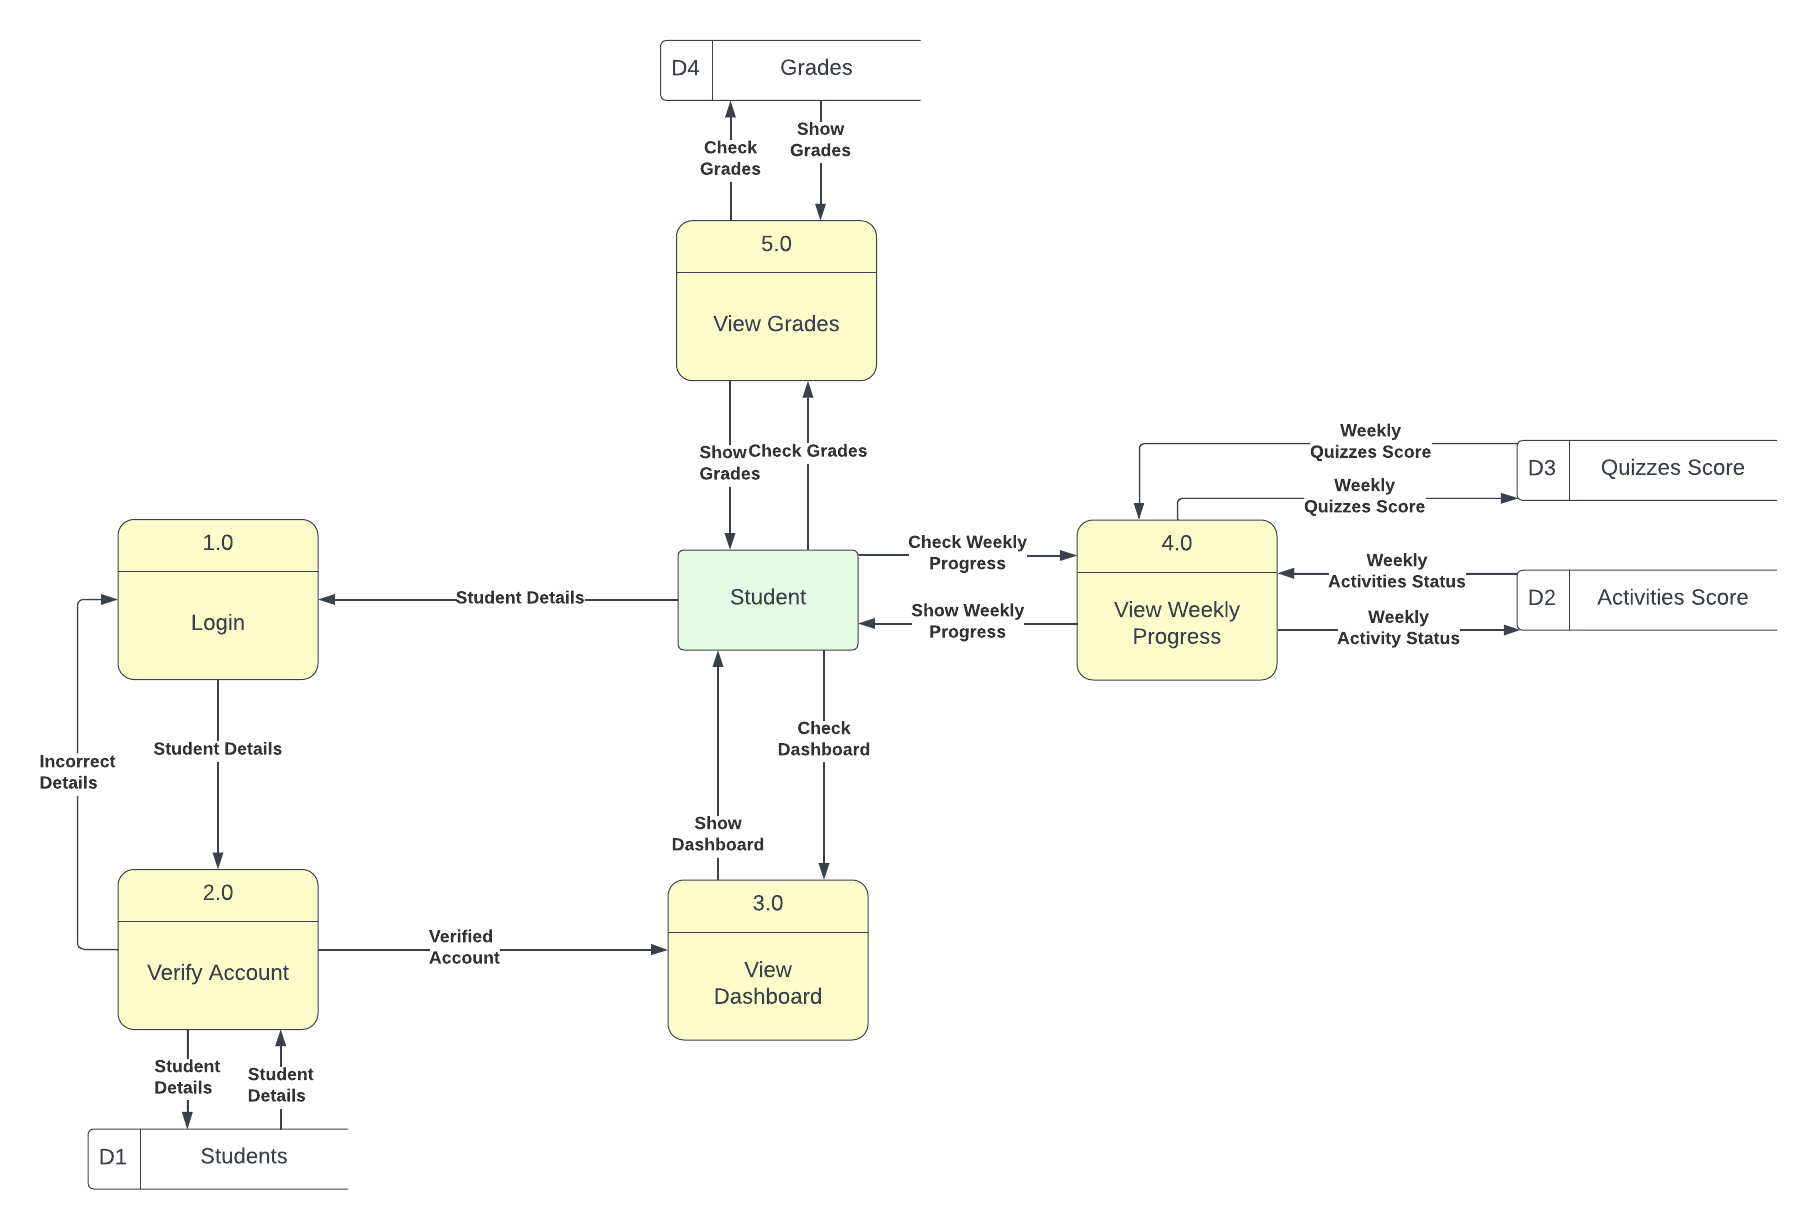 D4
Grades
Check
Grades
Show
Grades
5.0
View Grades
Show
Grades
Check Grades
Weekly
Quizzes Score
D3
Quizzes Score
Weekly
Quizzes Score
1.0
Login
Student Details
Student
Check Weekly
Progress
Show Weekly
Progress
4.0
View Weekly
Progress
Weekly
Activities Status
D2
Activities Score
Weekly
Activity Status
Incorrect
Details
Student Details
Check
Dashboard
Show
Dashboard
2.0
Verify Account
Verified
Account
3.0
View
Dashboard
Student
Details
Student
Details
D1
Students